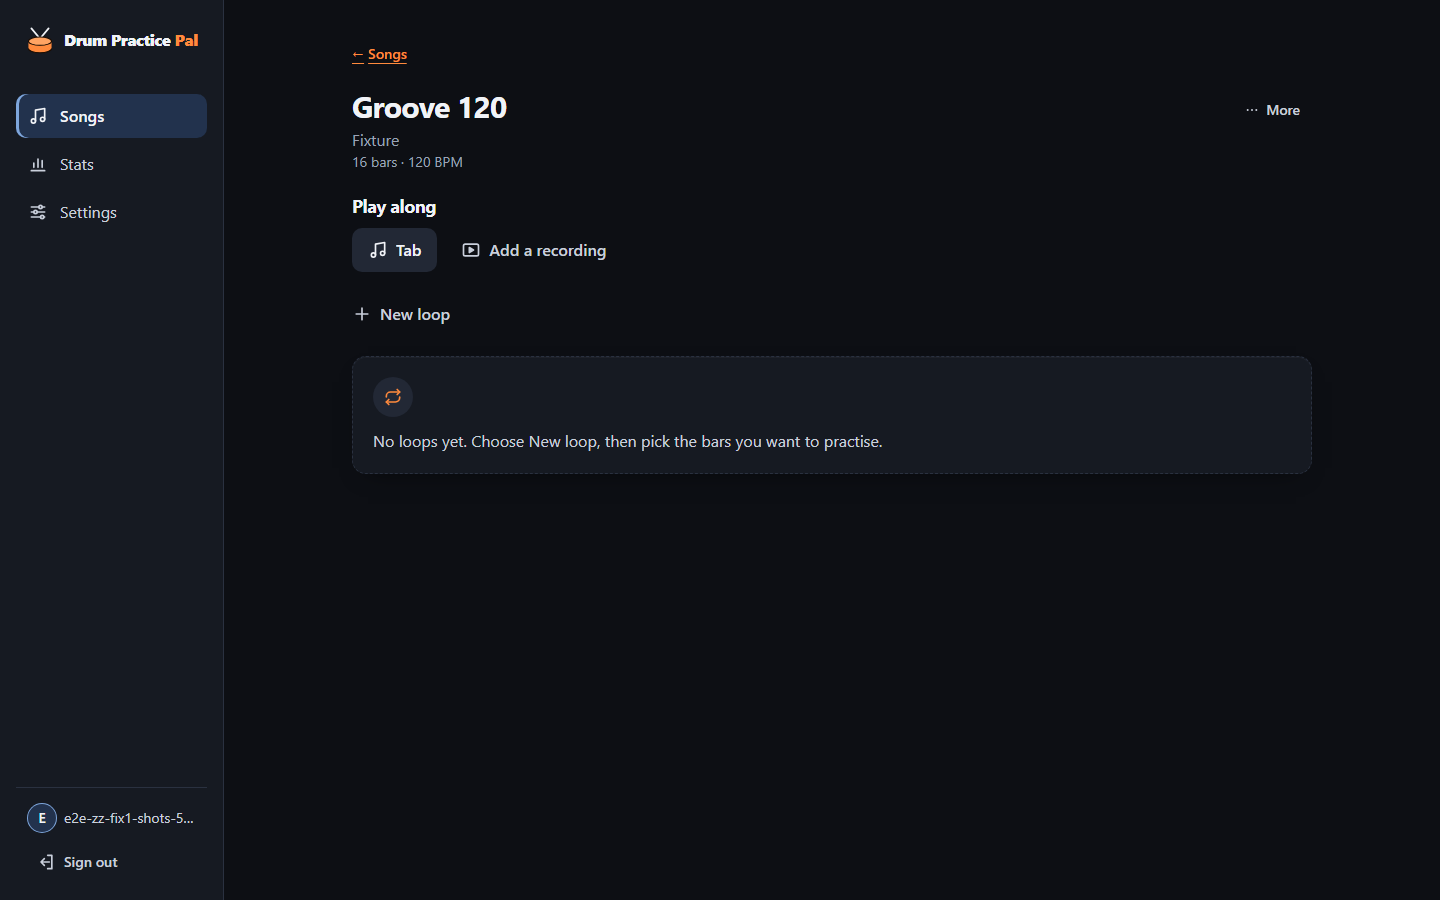 Drum Practice Pal
Songs
Stats
Settings
e2e-zz-fix1-shots-5...
E
Sign out
← Songs
Groove 120
... More
Fixture
16 bars · 120 BPM
Play along
Tab
Add a recording
+ New loop
No loops yet. Choose New loop, then pick the bars you want to practise.